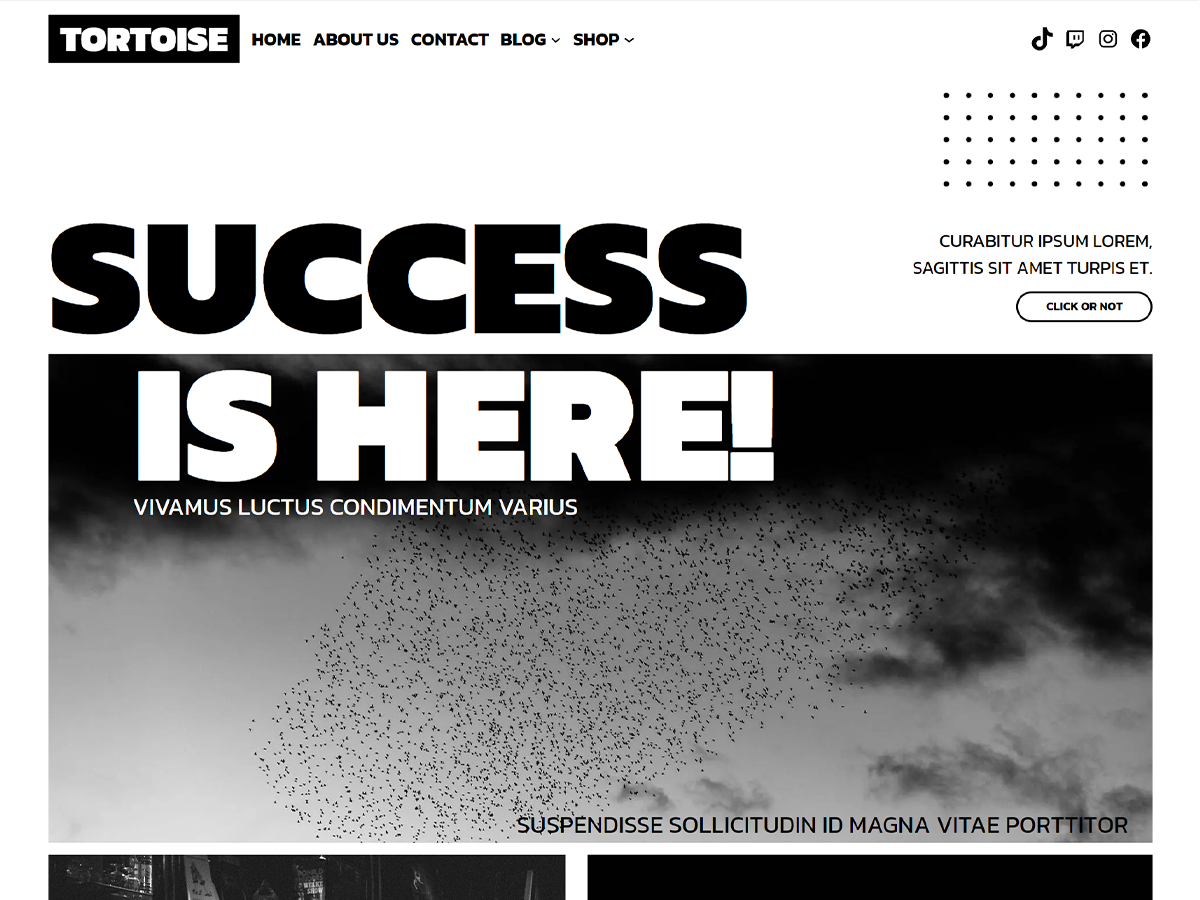 TORTOISE
HOME ABOUT US CONTACT BLOG SHOP
SUCCESS
CURABITUR IPSUM LOREM,
SAGITTIS SIT AMET TURPIS ET.
CLICK OR NOT
IS HERE!
VIVAMUS LUCTUS CONDIMENTUM VARIUS
SUSPENDISSE SOLLICITUDIN ID MAGNA VITAE PORTTITOR